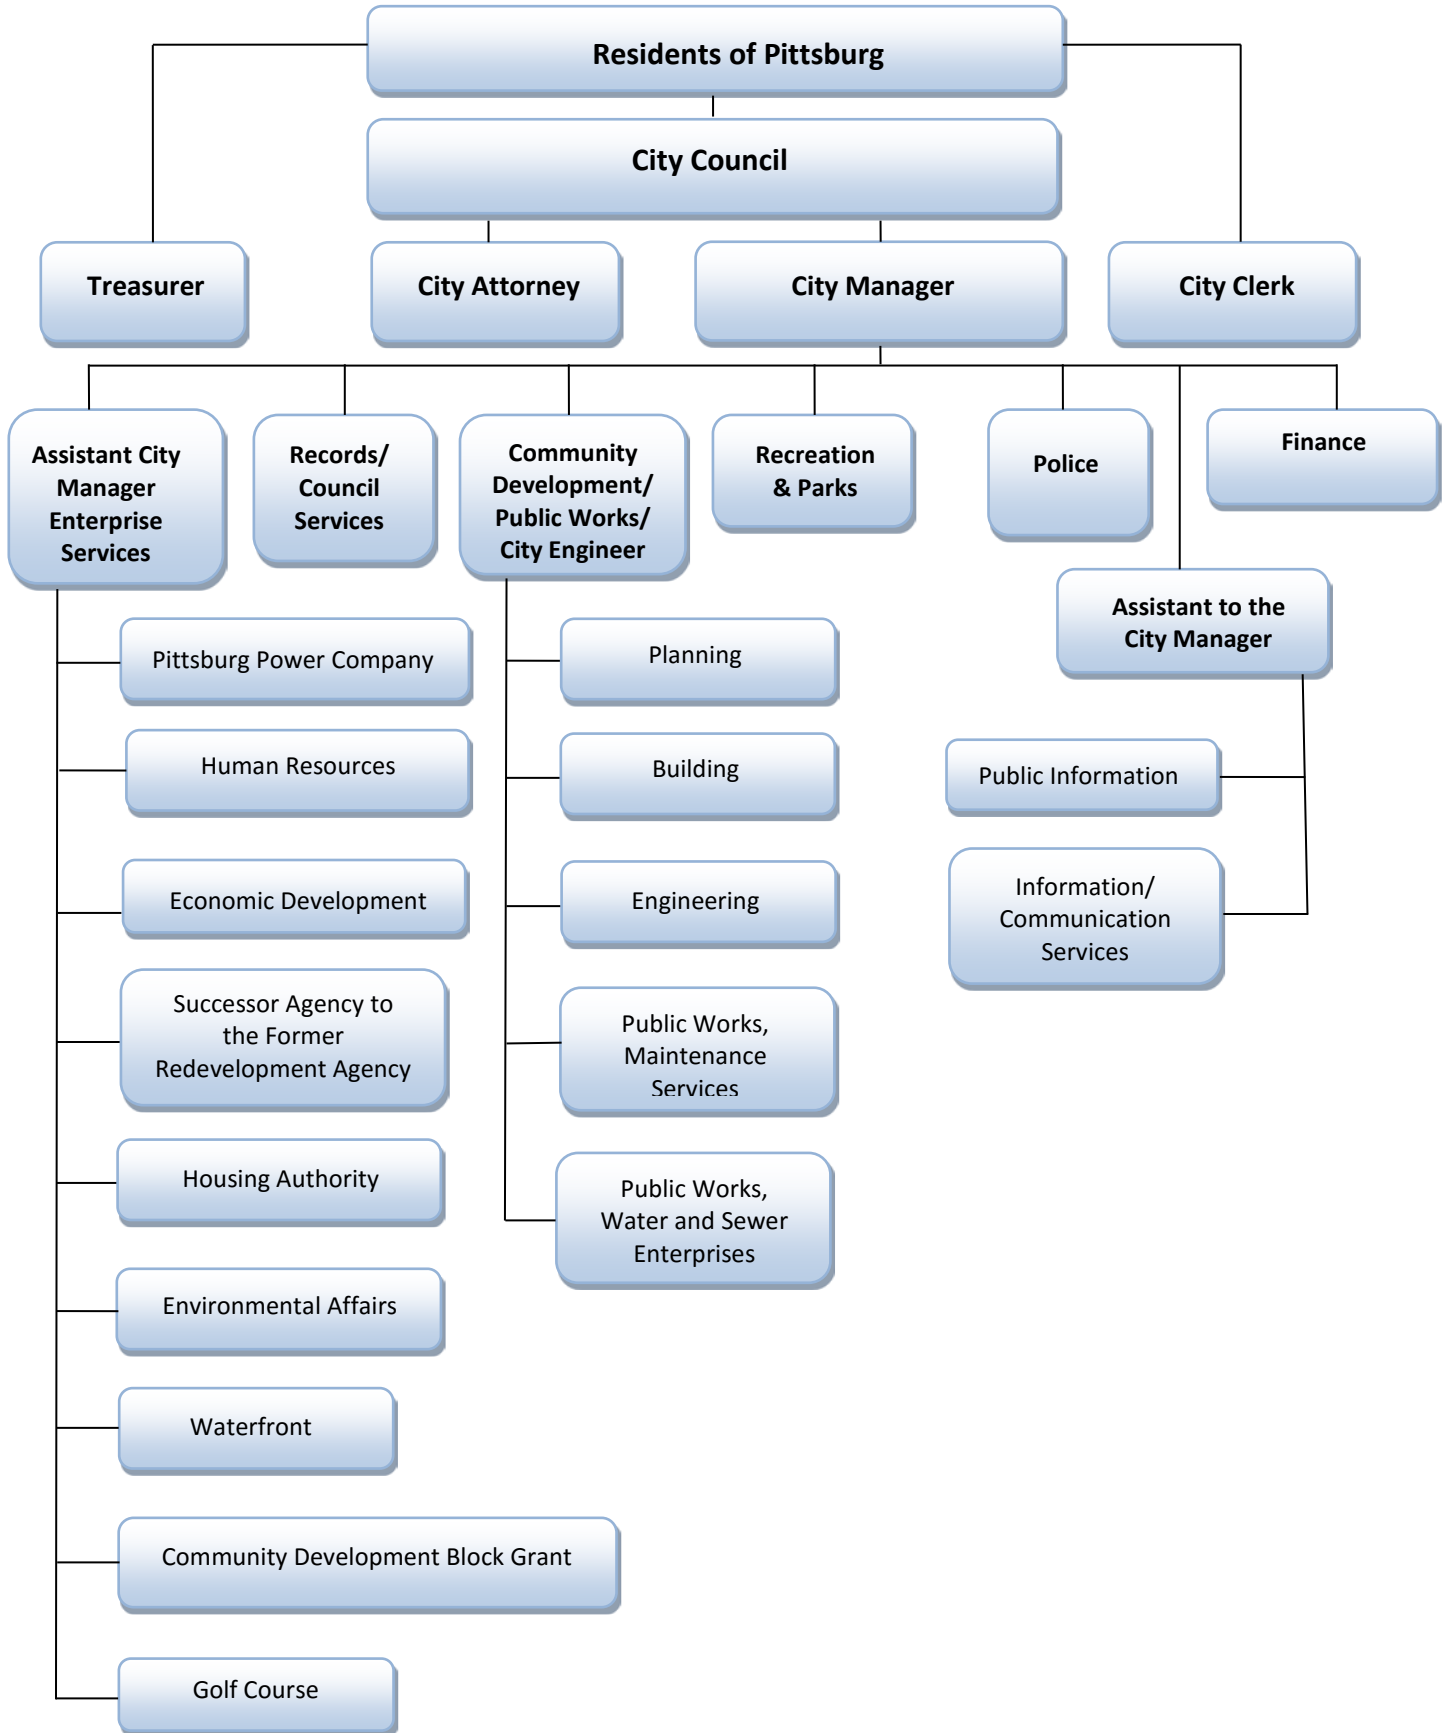 Residents of Pittsburg
City Council
Treasurer
City Attorney
City Manager
City Clerk
Assistant City
Manager
Enterprise
Services
Records/
Council
Services
Community
Development/
Public Works/
City Engineer
Recreation
& Parks
Police
Finance
Assistant to the
City Manager
Pittsburg Power Company
Human Resources
Economic Development
Successor Agency to
the Former
Redevelopment Agency
Housing Authority
Environmental Affairs
Waterfront
Community Development Block Grant
Golf Course
Planning
Building
Engineering
Public Works,
Maintenance
Services
Public Works,
Water and Sewer
Enterprises
Public Information
Information/
Communication
Services